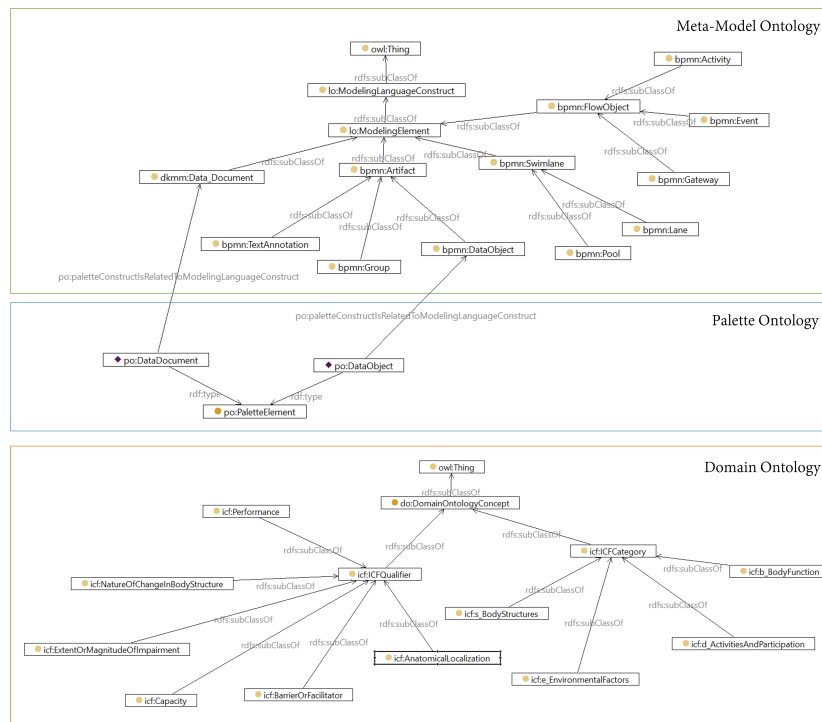 Meta-Model Ontology
owl:Thing
bpmn:Activity
rdfs:subClassOf
lo:ModelingLanguageConstruct
rdfs:subClassOf
bpmn:FlowObject
rdfs:subClassOf
bpmn:Event
rdfs:subClassOf
lo:ModelingElement
rdfs:subClassOf
rdfs:subClassOf
rdfs:subClassOf
rdfs:subClassOf
rdfs:subClassOf
rdfs:subClassOf
dkmm:Data_Document
bpmn:Artifact
bpmn:Swimlane
bpmn:Gateway
rdfs:subClassOf
rdfs:subClassOf
rdfs:subClassOf
rdfs:subClassOf
rdfs:subClassOf
bpmn:Lane
bpmn:TextAnnotation
bpmn:DataObject
bpmn:Pool
bpmn:Group
po:paletteConstructIsRelatedToModelingLanguageConstruct
po:paletteConstructIsRelatedToModelingLanguageConstruct
Palette Ontology
po:DataDocument
po:DataObject
rdf:type
rdf:type
po:PaletteElement
Domain Ontology
owl:Thing
rdfs:subClassOf
do:DomainOntologyConcept
icf:Performance
rdfs:subClassOf
rdfs:subClassOf
rdfs:subClassOf
icf:ICFCategory
rdfs:subClassOf
icf:b_BodyFunction
icf:ICFQualifier
icf:NatureOfChangeInBodyStructure
rdfs:subClassOf
rdfs:subClassOf
rdfs:subClassOf
icf:s_BodyStructures
rdfs:subClassOf
rdfs:subClassOf
rdfs:subClassOf
rdfs:subClassOf
rdfs:subClassOf
icf:d_ActivitiesAndParticipation
icf:ExtentOrMagnitudeOfImpairment
icf:AnatomicalLocalization
icf:e_EnvironmentalFactors
icf:BarrierOrFacilitator
icf:Capacity